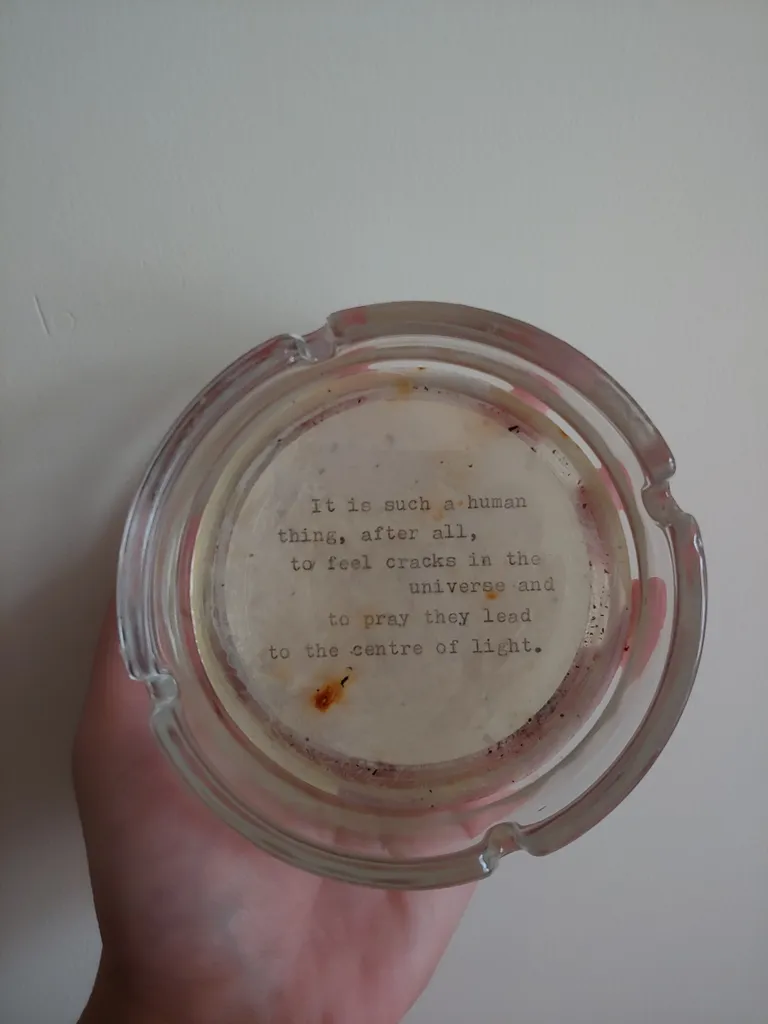 It is such a human
thing, after all,
to feel cracks in the
universe and
to pray they lead
to the centre of light.